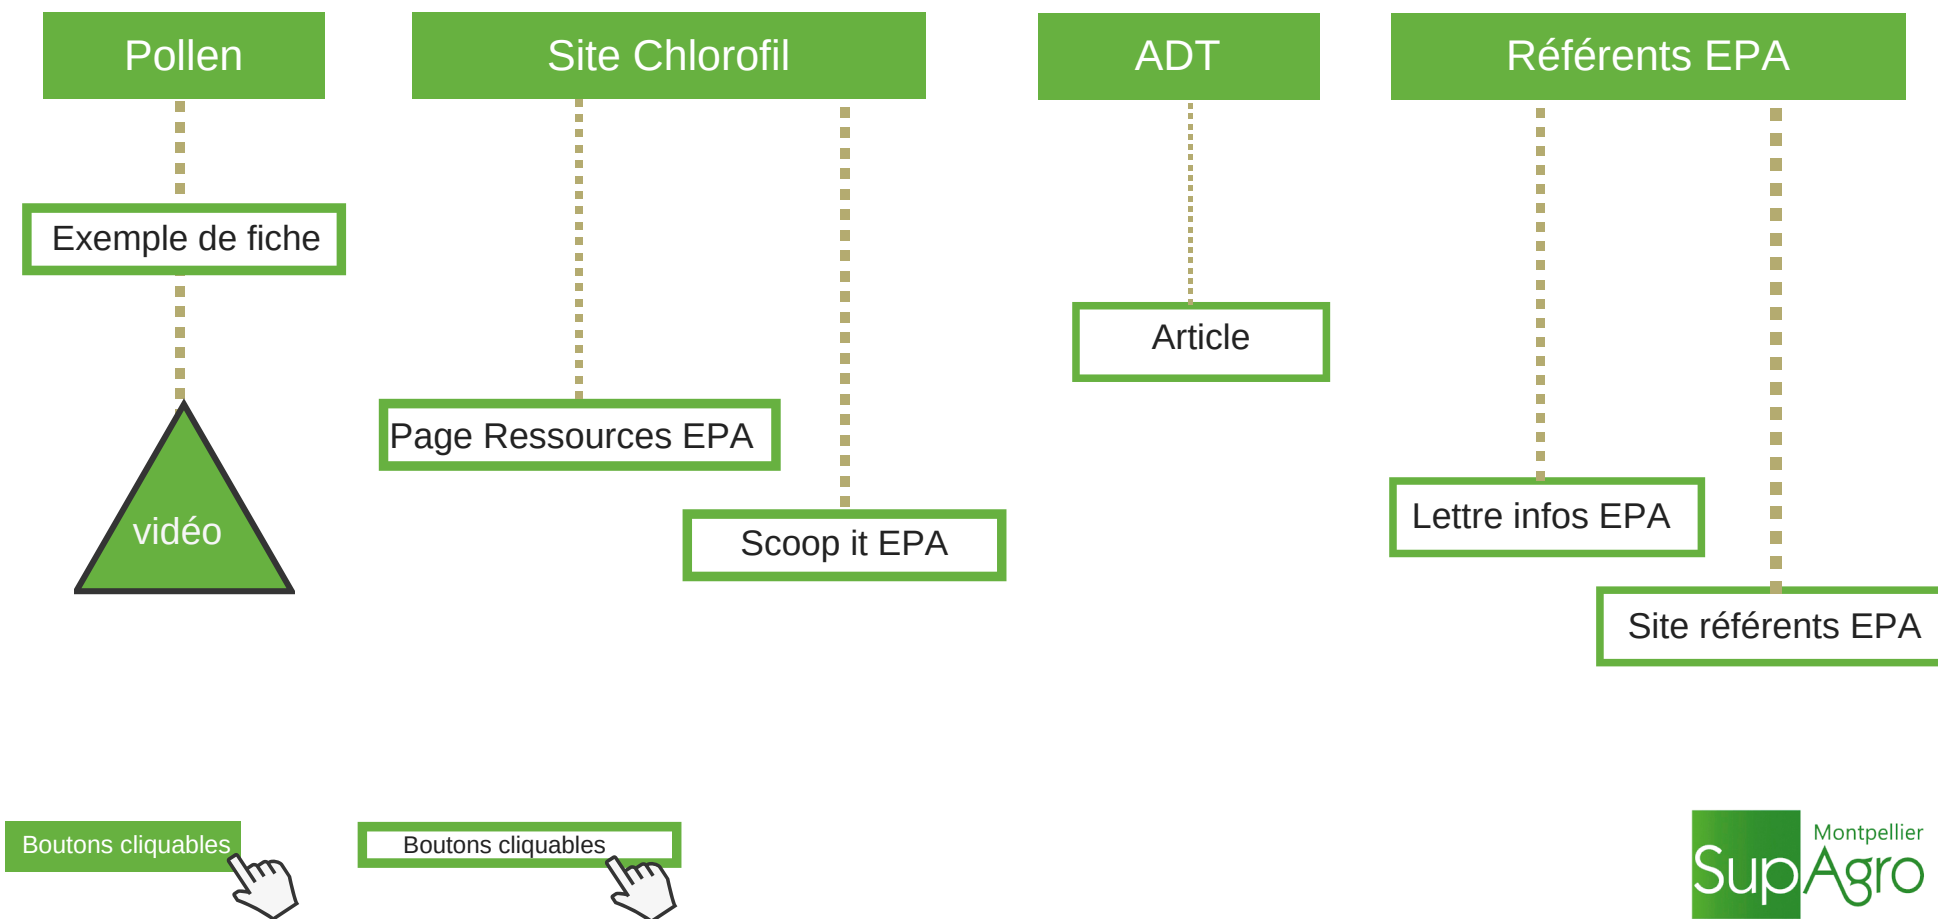 Pollen
Site Chlorofil
ADT
Référents EPA
Exemple de fiche
Article
Page Ressources EPA
Lettre infos EPA
vidéo
Scoop it EPA
Site référents EPA
Boutons cliquables
Boutons cliquables
Montpellier
SupAgro